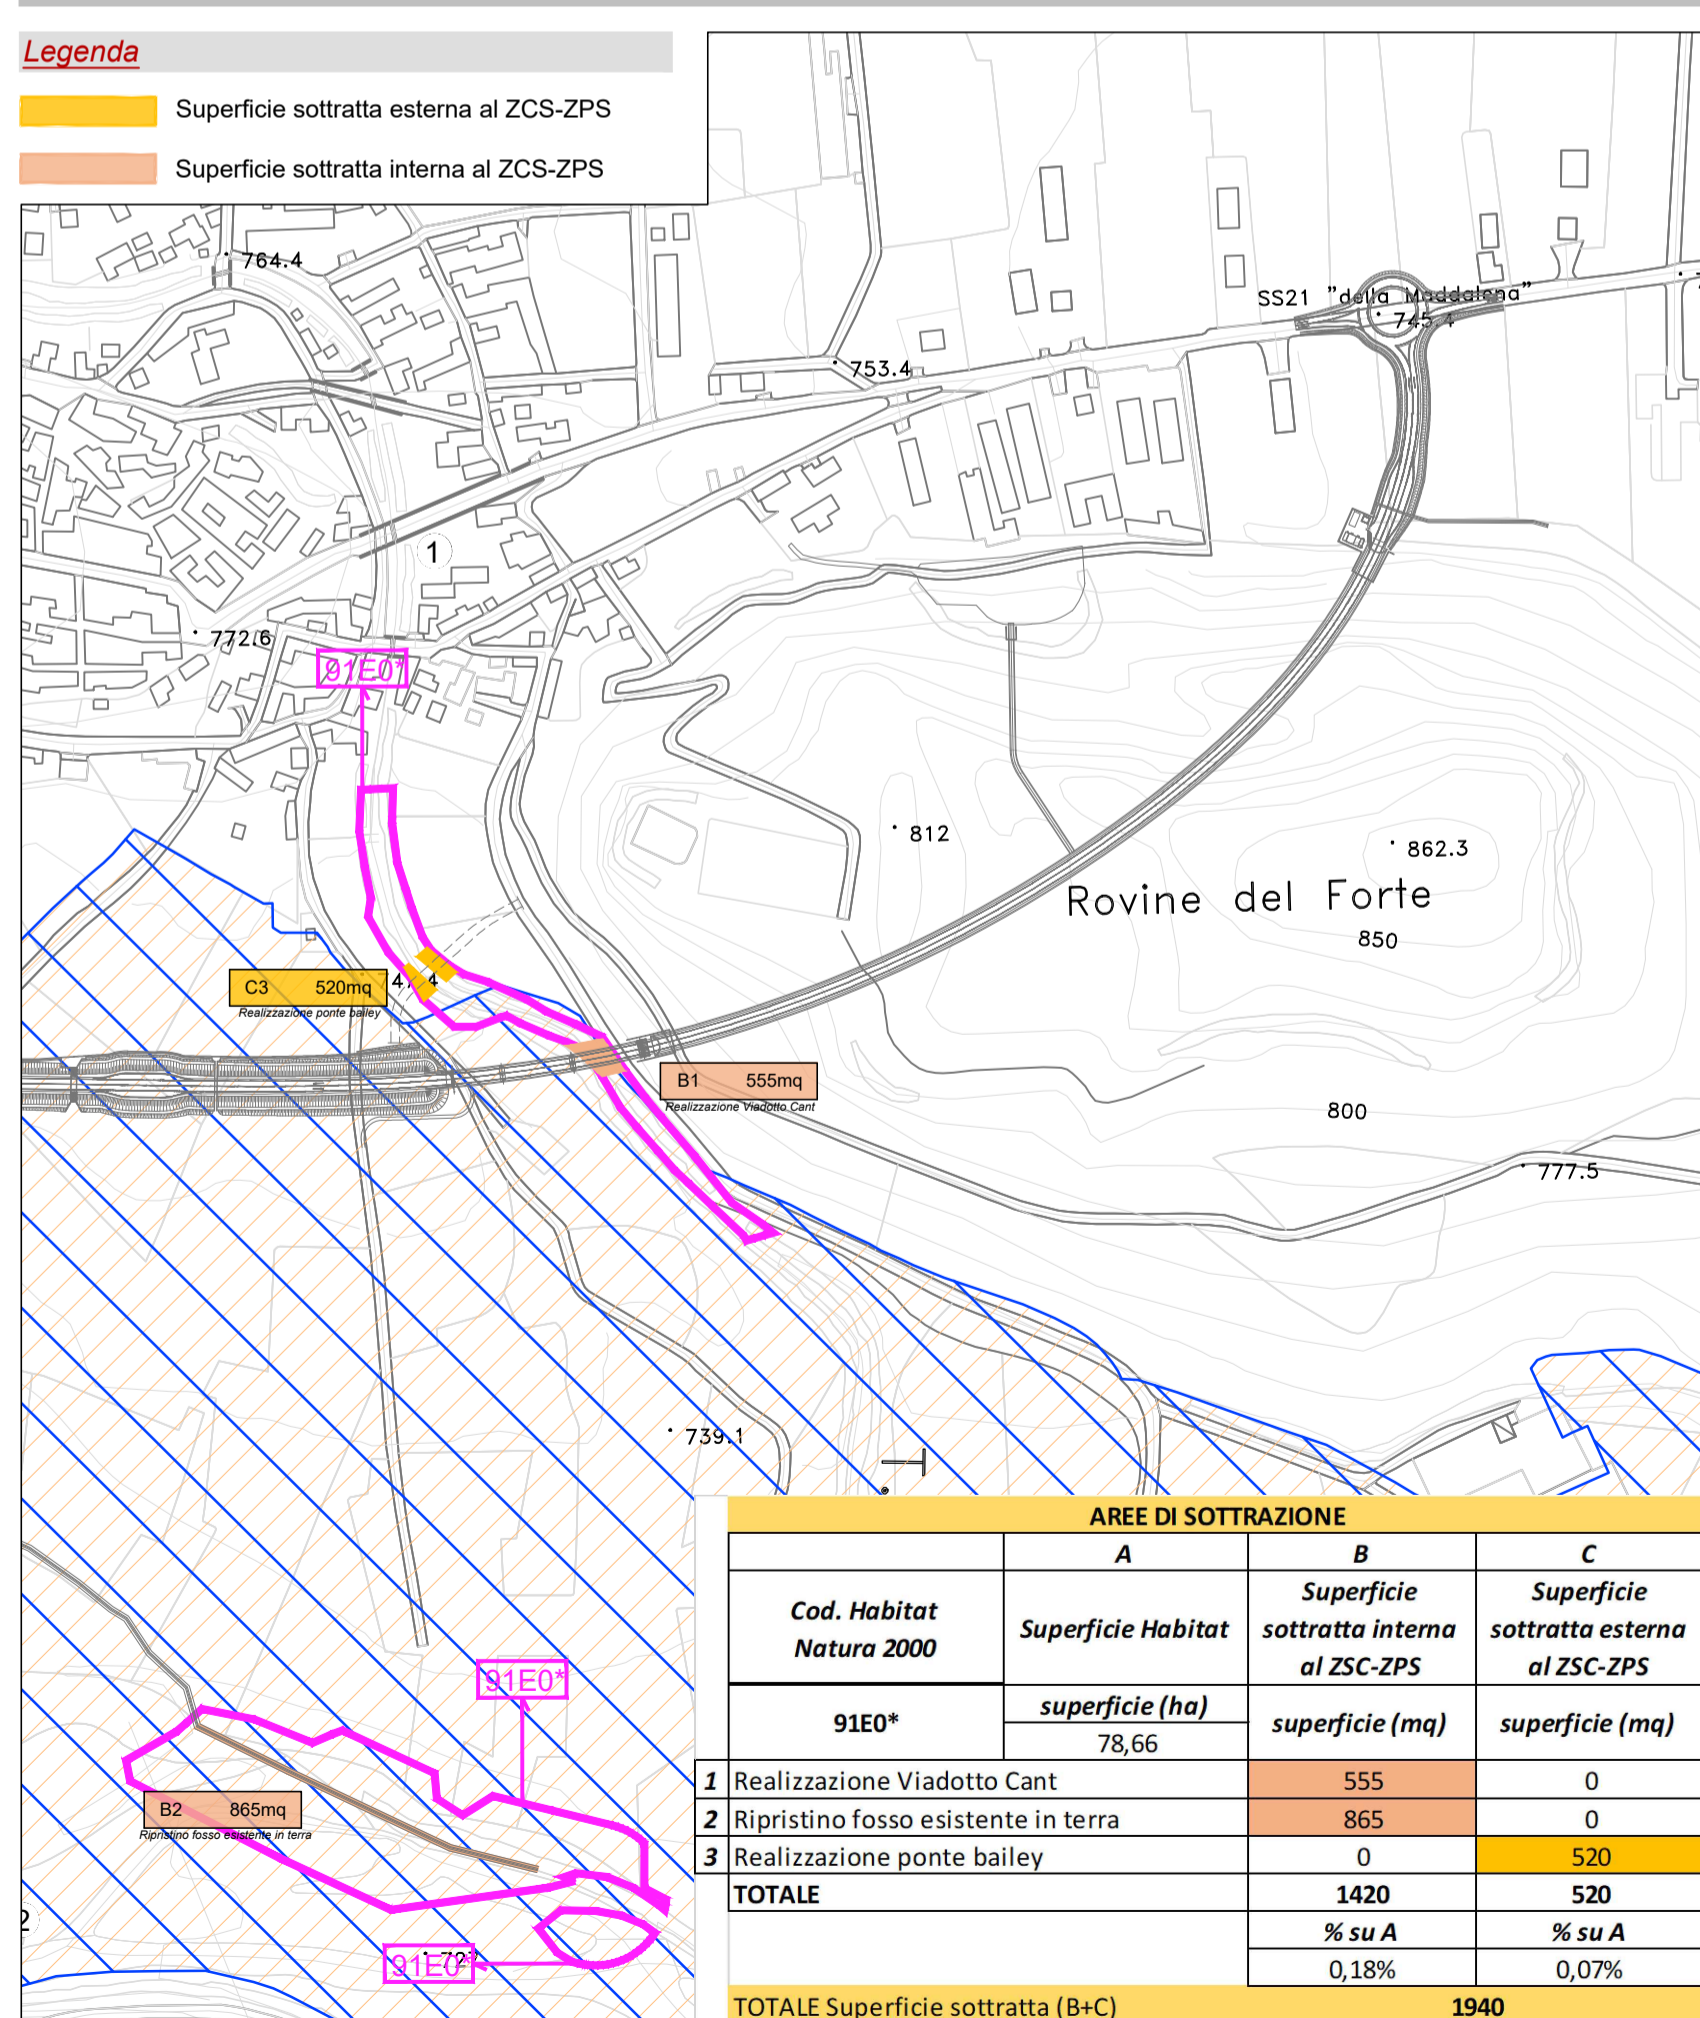 Legenda
Superficie sottratta esterna al ZCS-ZPS
Superficie sottratta interna al ZCS-ZPS
764.4
SS21 "della Maddalena"
745.4
753.4
1
772.6
91E0*
812
862.3
Rovine del Forte
850
C3 520mq
Realizzazione ponte bailey
B1 555mq
Realizzazione Viadotto Cant
800
777.5
739.1
91E0*
B2 865mq
Ripristino fosso esistente in terra
2
91E0*
AREE DI SOTTRAZIONE
A B C
Cod. Habitat
Natura 2000
Superficie Habitat
Superficie
sottratta interna
al ZSC-ZPS
Superficie
sottratta esterna
al ZSC-ZPS
91E0*
superficie (ha)
78,66
superficie (mq)
superficie (mq)
1 Realizzazione Viadotto Cant 555 0
2 Ripristino fosso esistente in terra 865 0
3 Realizzazione ponte bailey 0 520
TOTALE 1420 520
% su A % su A
0,18% 0,07%
TOTALE Superficie sottratta (B+C) 1940